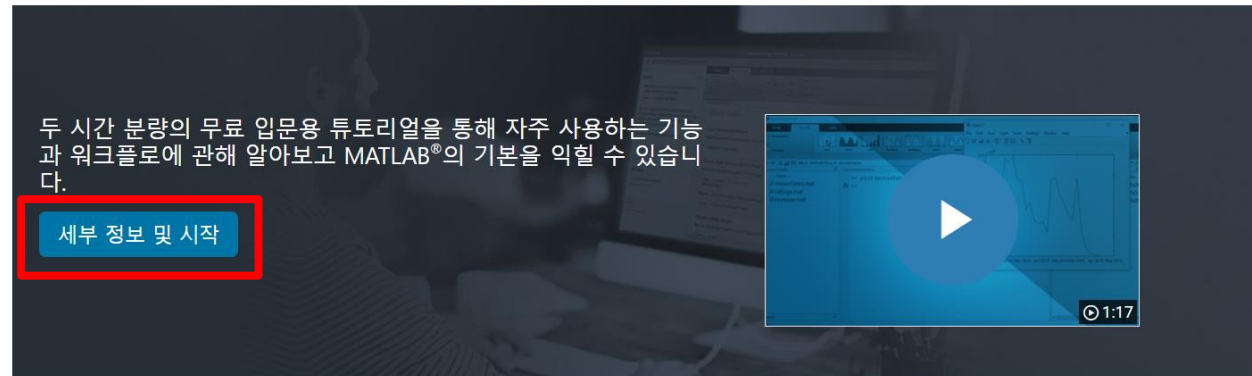 두 시간 분량의 무료 입문용 튜토리얼을 통해 자주 사용하는 기능
과 워크플로에 관해 알아보고 MATLAB®의 기본을 익힐 수 있습니
다.
세부 정보 및 시작
1:17